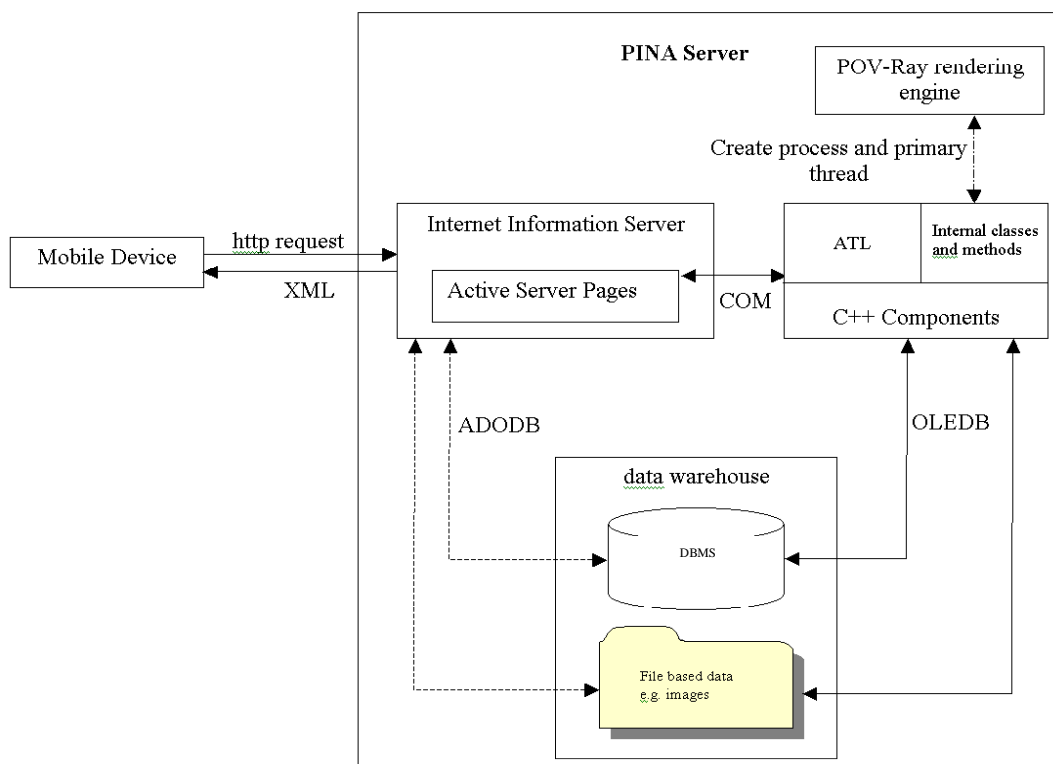 PINA Server
POV-Ray rendering
engine
Create process and primary
thread
Internet Information Server
ATL
Internal classes
and methods
http request
Mobile Device
XML
Active Server Pages
COM
C++ Components
ADODB
OLEDB
data warehouse
DBMS
File based data
e.g. images